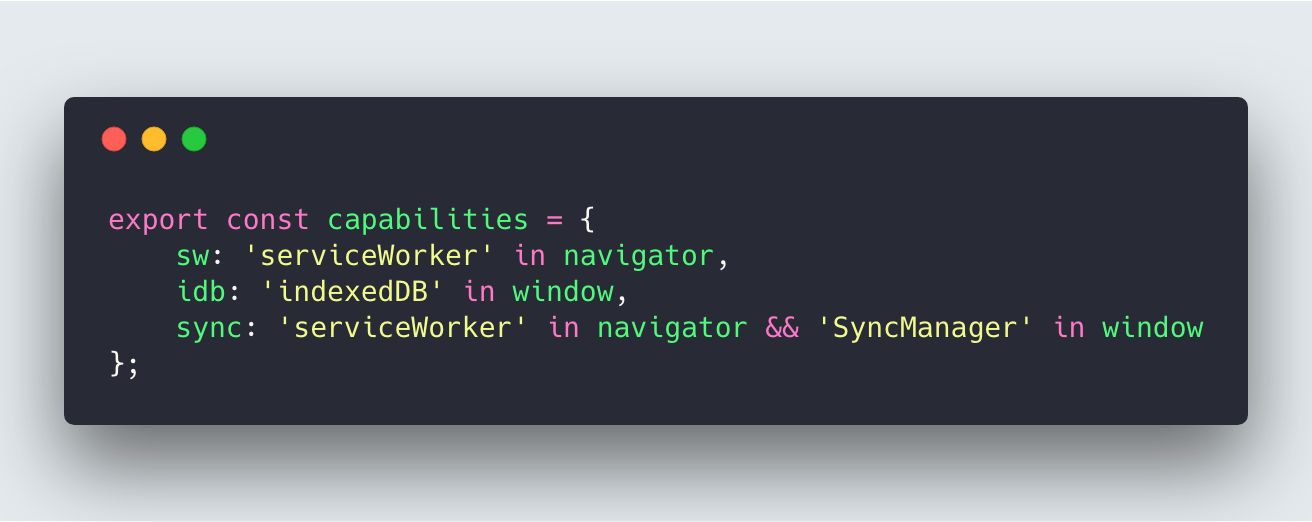 export const capabilities = {
    sw: 'serviceWorker' in navigator,
    idb: 'indexedDB' in window,
    sync: 'serviceWorker' in navigator && 'SyncManager' in window
};